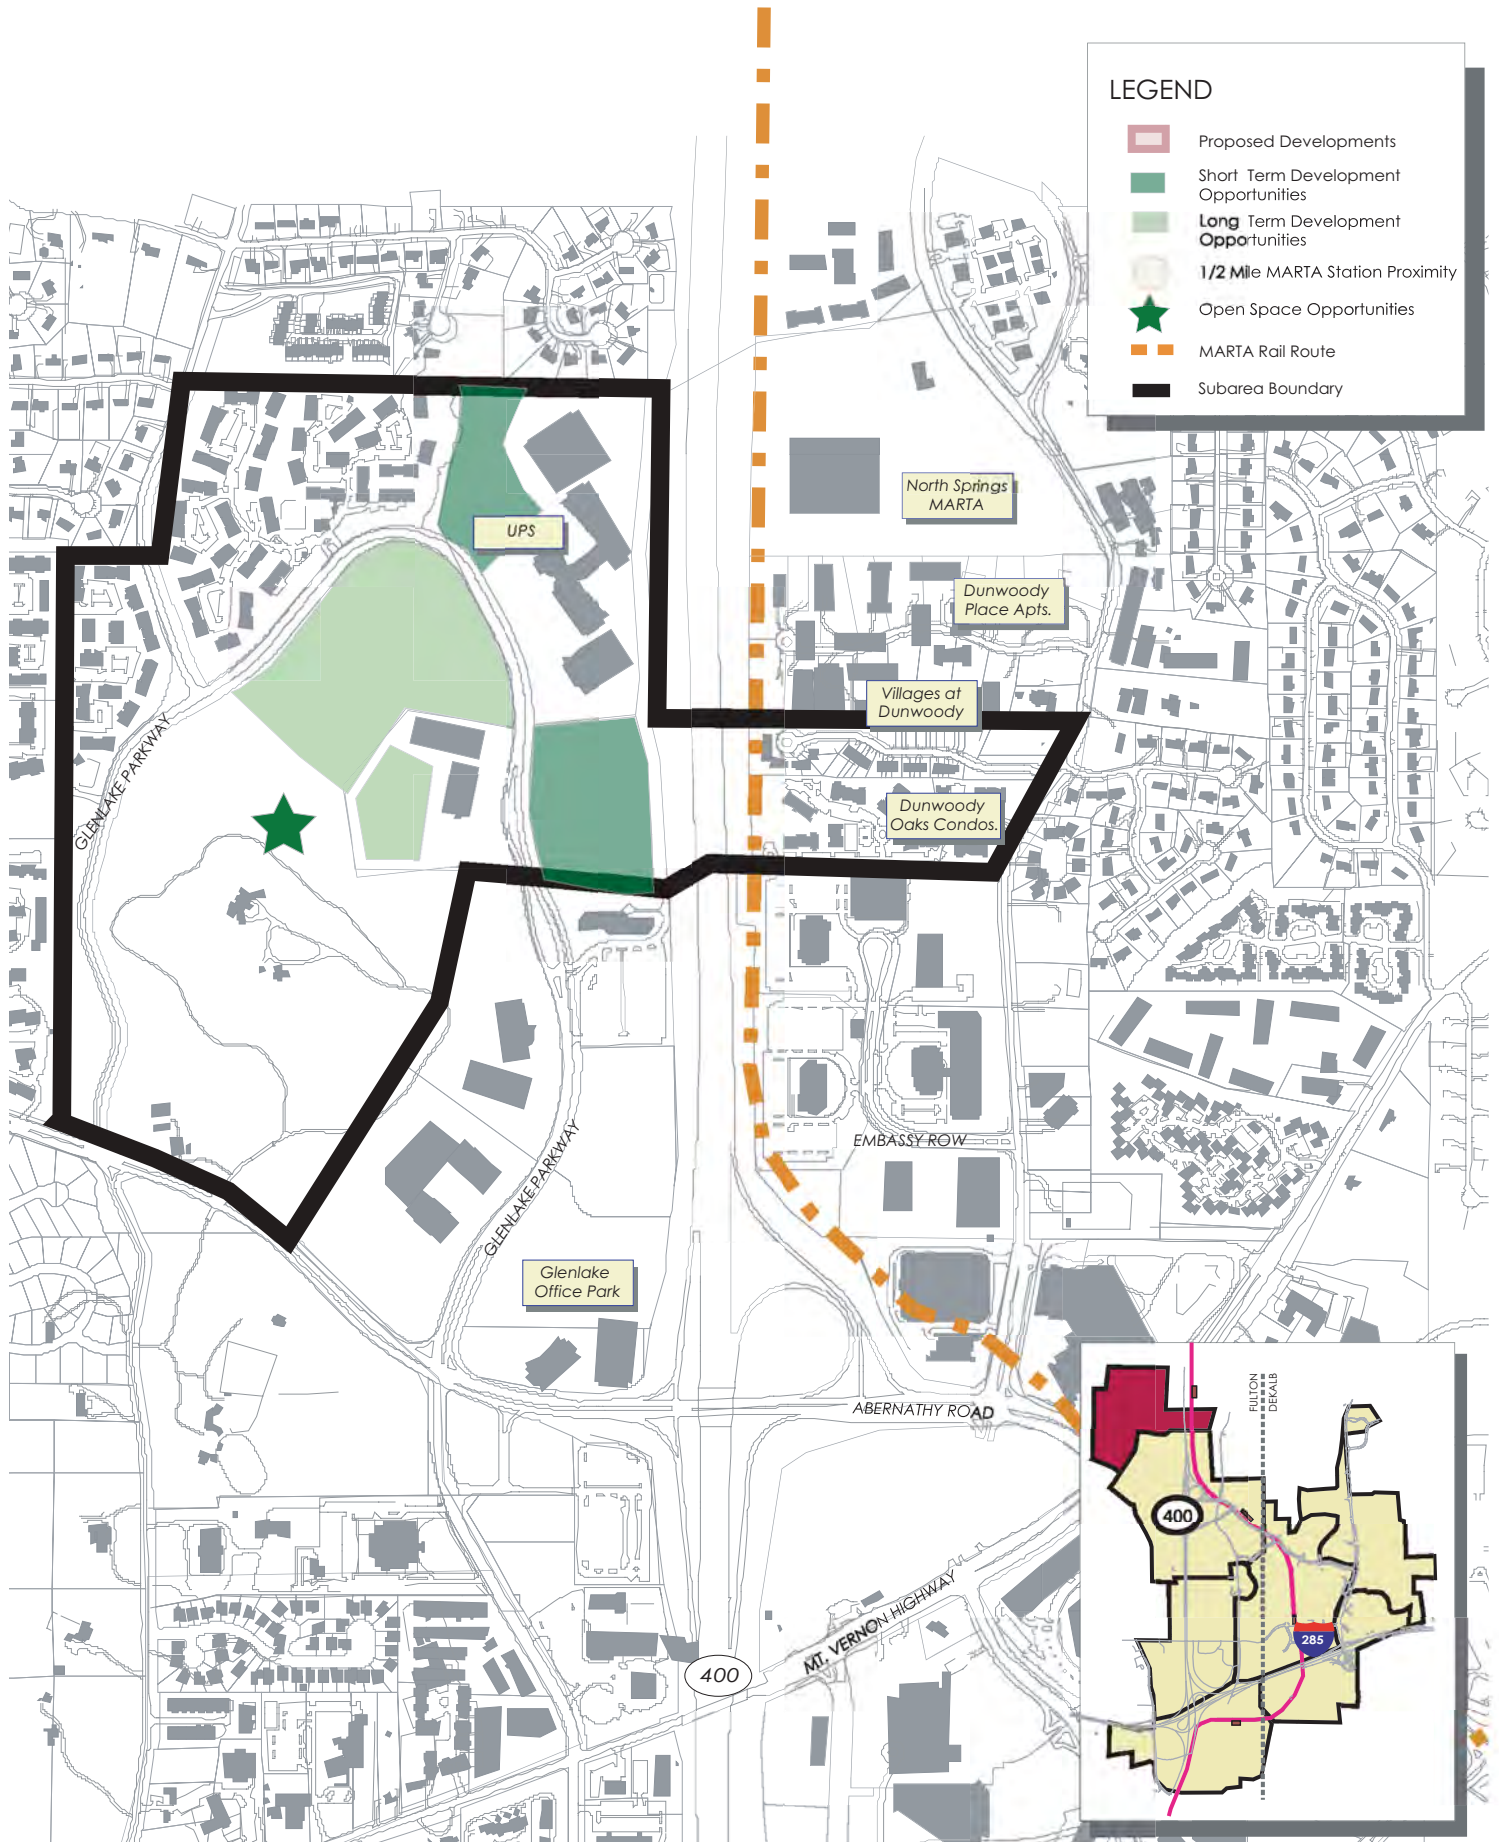 LEGEND
Proposed Developments
Short Term Development
Opportunities
Long Term Development
Opportunities
1/2 Mile MARTA Station Proximity
Open Space Opportunities
MARTA Rail Route
Subarea Boundary
North Springs
MARTA
UPS
Dunwoody
Place Apts.
Villages at
Dunwoody
Dunwoody
Oaks Condos.
GLENLAKE PARKWAY
EMBASSY ROW
GLENLAKE PARKWAY
Glenlake
Office Park
ABERNATHY ROAD
MT. VERNON HIGHWAY
400
FULTON
DEKALB
400
285